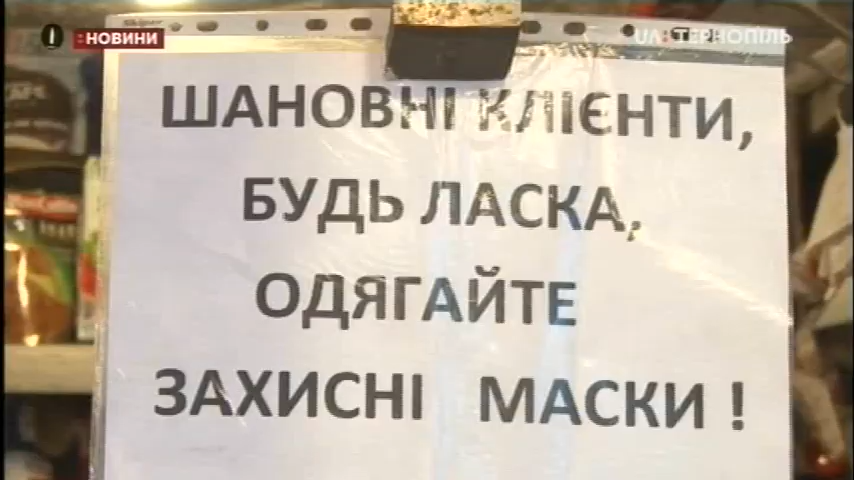 :НОВИНИ
UA:ТЕРНОПІЛЬ
ШАНОВНІ КЛІЄНТИ,
БУДЬ ЛАСКА,
ОДЯГАЙТЕ
ЗАХИСНІ МАСКИ !